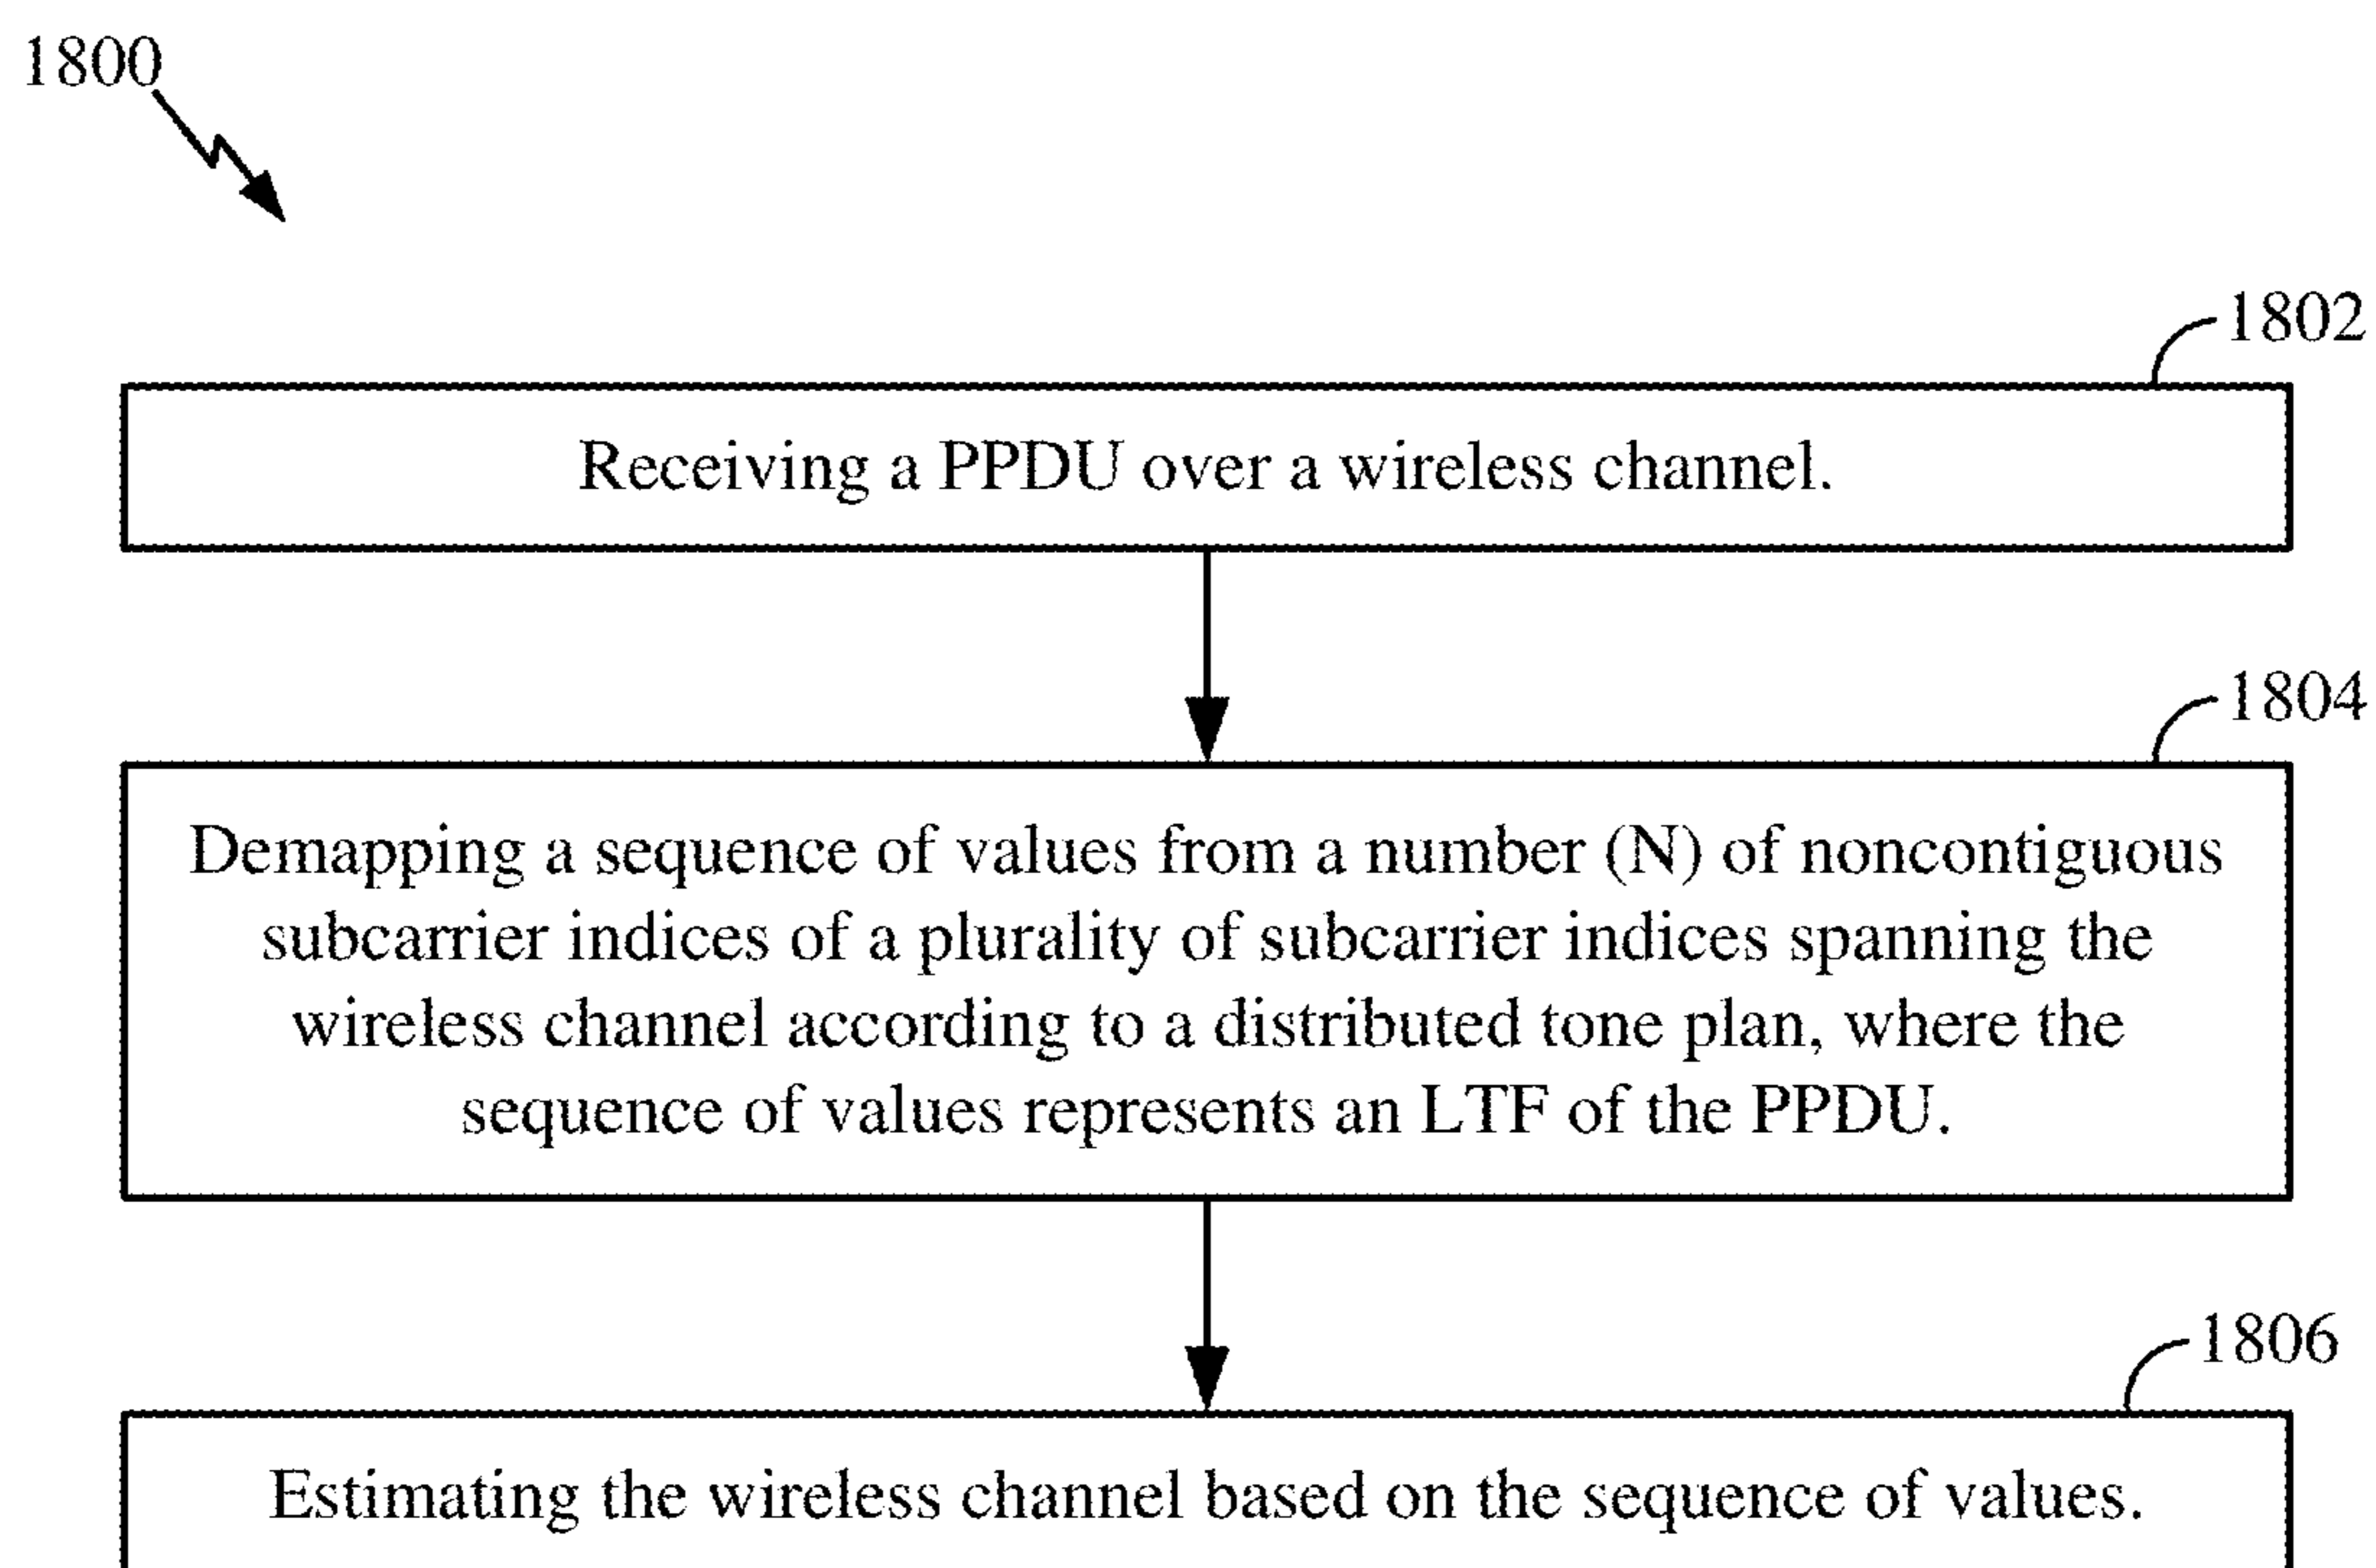 1800
1802
Receiving a PPDU over a wireless channel.
1804
Demapping a sequence of values from a number (N) of noncontiguous
subcarrier indices of a plurality of subcarrier indices spanning the
wireless channel according to a distributed tone plan, where the
sequence of values represents an LTF of the PPDU.
1806
Estimating the wireless channel based on the sequence of values.